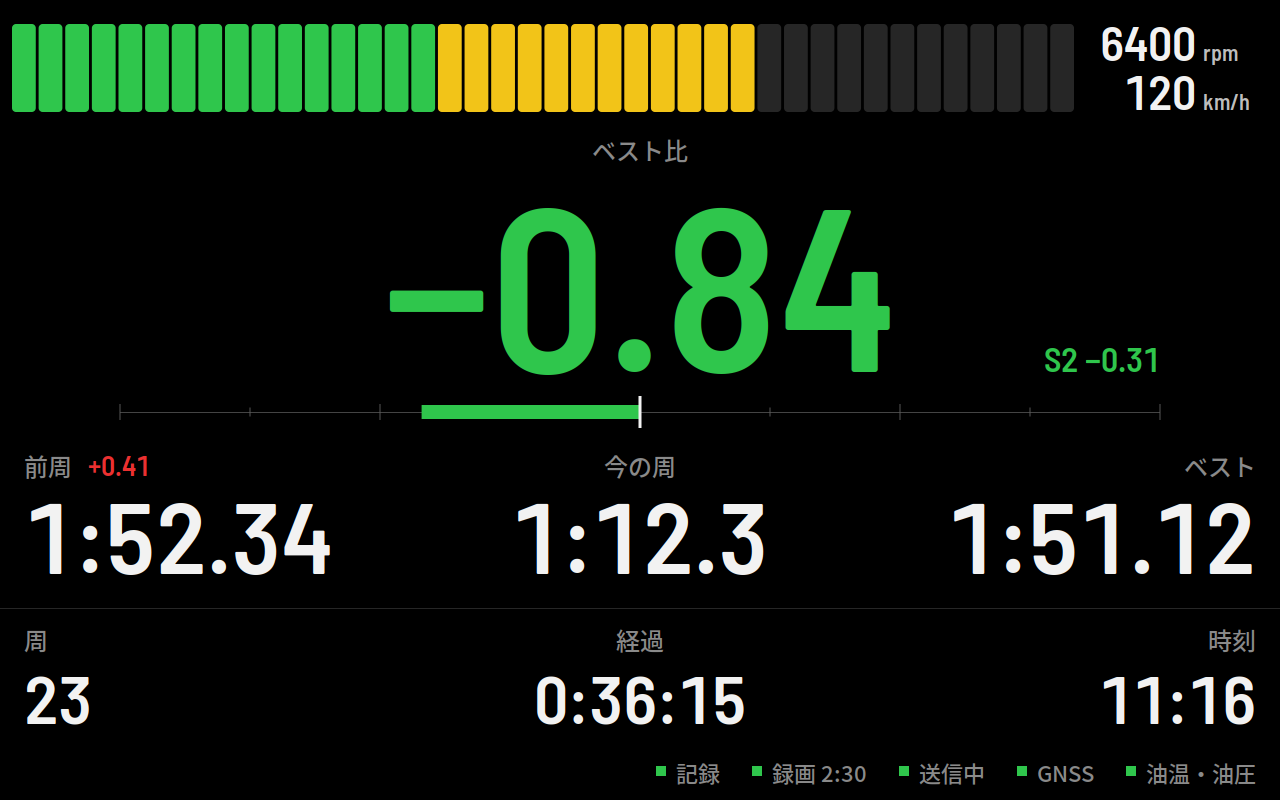 6400 rpm
120 km/h
ベスト比
−0.84
S2 −0.31
前周 +0.41 今の周 ベスト
1:52.34 1:12.3 1:51.12
周 経過 時刻
23 0:36:15 11:16
記録 録画 2:30 送信中 GNSS 油温・油圧